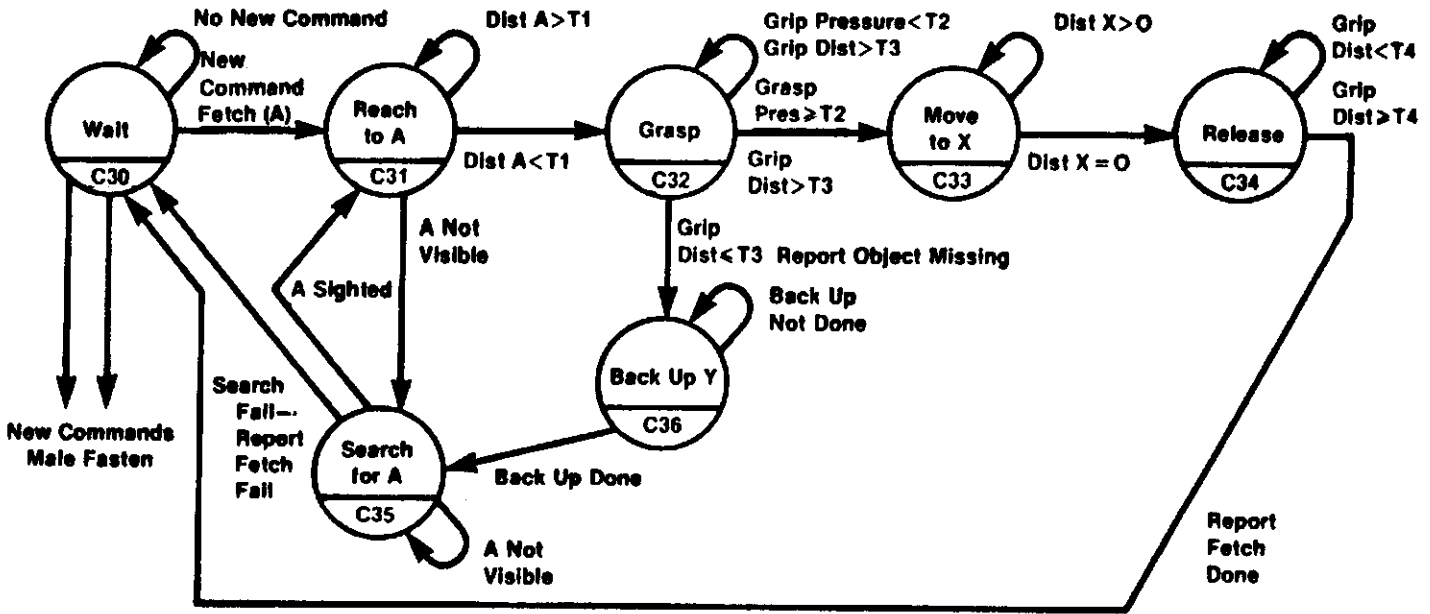 No New Command
New
Command
Fetch (A)
Wait
C30
Dist A>T1
Reach
to A
C31
Dist A<T1
Grip Pressure<T2
Grip Dist>T3
Grasp
Pres≥T2
Grasp
C32
Grip
Dist>T3
Dist X>O
Move
to X
C33
Dist X=O
Grip
Dist<T4
Grip
Dist≥T4
Release
C34
A Not
Visible
A Sighted
Grip
Dist≤T3 Report Object Missing
Back Up
Not Done
Back Up Y
C36
Back Up Done
Search
Fail—
Report
Fetch
Fail
New Commands
Male Fasten
Search
for A
C35
A Not
Visible
Report
Fetch
Done